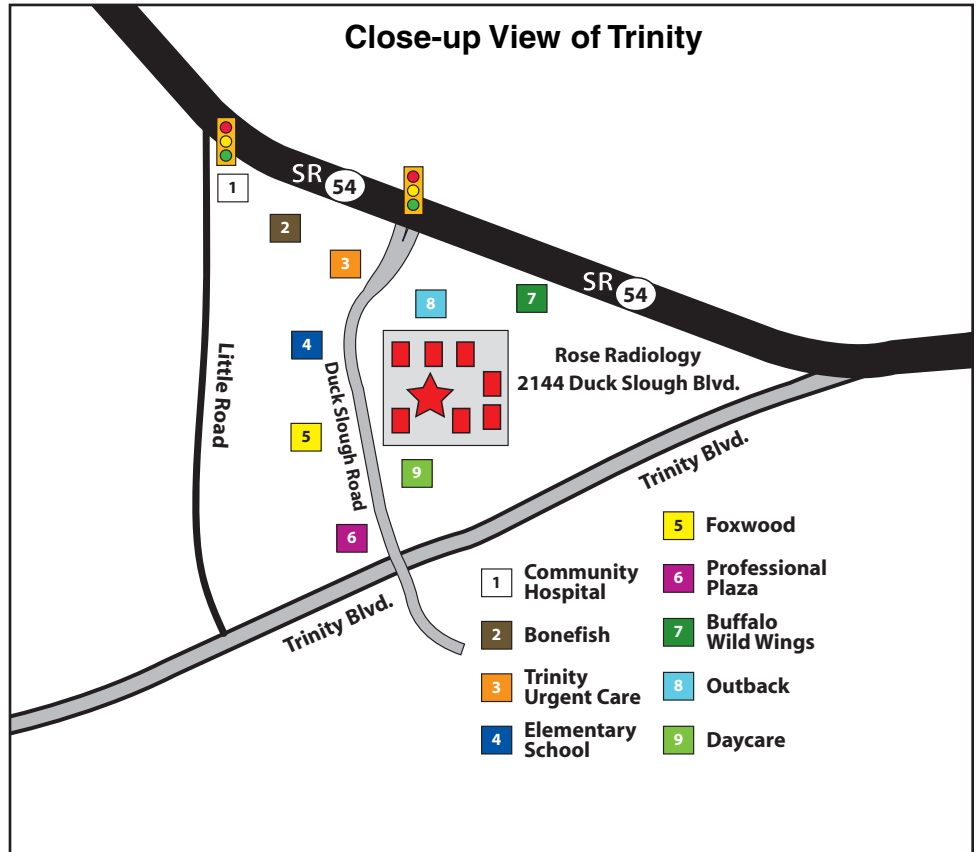 Close-up View of Trinity
SR 54
1
2
SR 54
3
8
7
4
Little Road
Duck Slough Road
Rose Radiology
2144 Duck Slough Blvd.
5
9
Trinity Blvd.
6
Trinity Blvd.
1 Community
Hospital
2 Bonefish
3 Trinity
Urgent Care
4 Elementary
School
5 Foxwood
6 Professional
Plaza
7 Buffalo
Wild Wings
8 Outback
9 Daycare